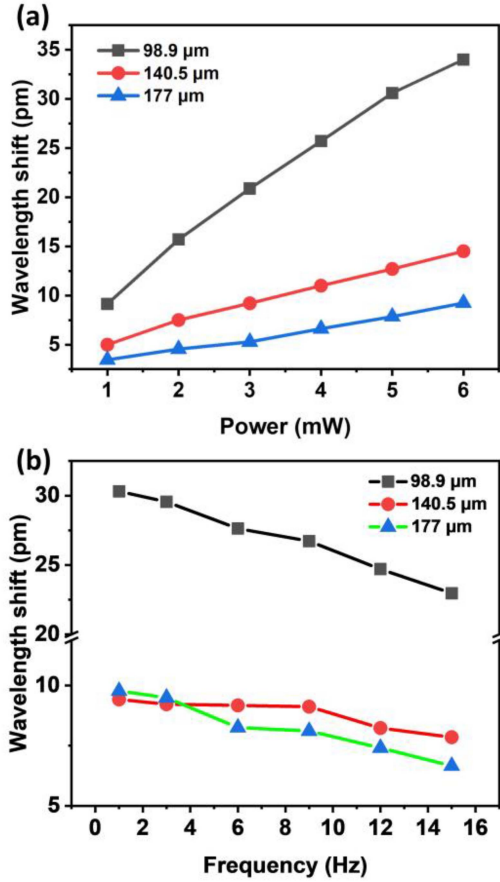 (a)
98.9 µm
140.5 µm
177 µm
Wavelength shift (pm)
35
30
25
20
15
10
5
1 2 3 4 5 6
Power (mW)
(b)
98.9 µm
140.5 µm
177 µm
Wavelength shift (pm)
30
25
20
10
5
0 2 4 6 8 10 12 14 16
Frequency (Hz)